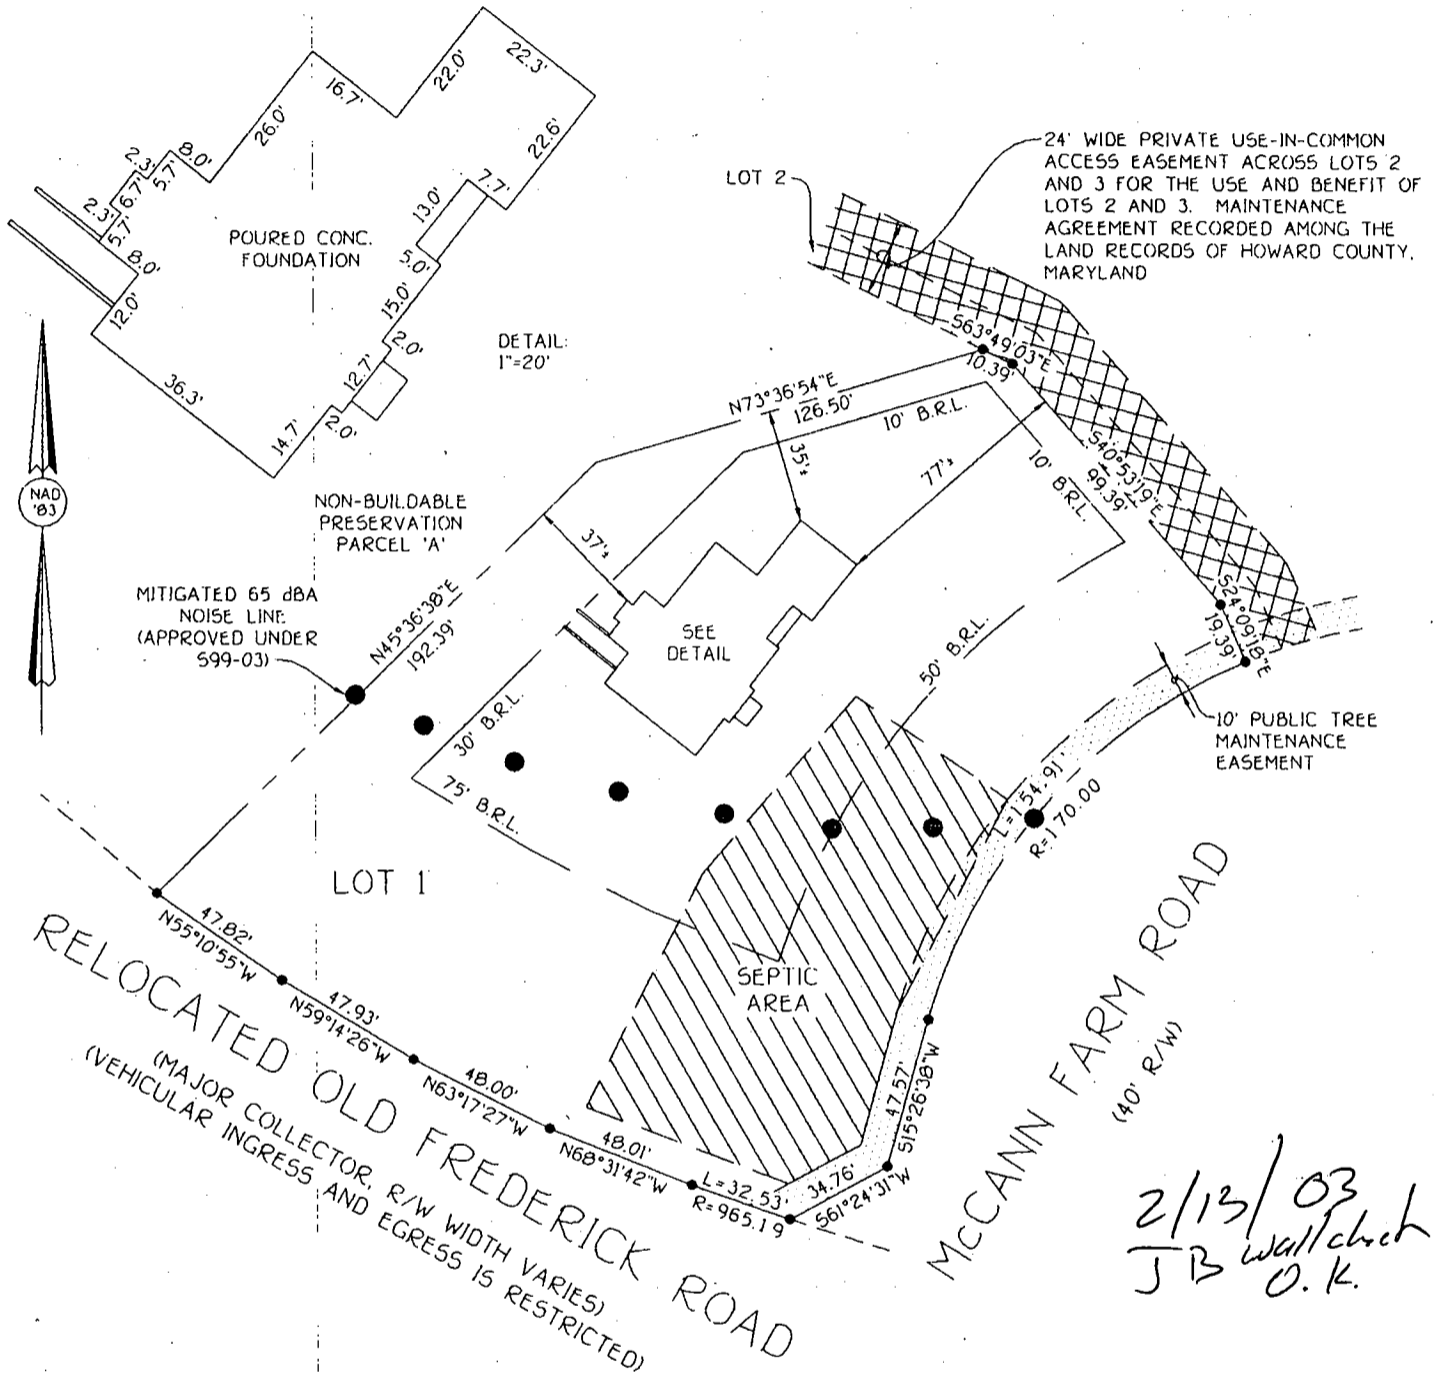 22.3'
22.0'
16.7'
26.0'
22.6'
8.0'
2.3'
5.7'
6.7'
2.3'
5.7'
8.0'
12.0'
7.7'
13.0'
5.0'
15.0'
2.0'
12.7'
2.0'
14.7'
36.3'
POURED CONC.
FOUNDATION
DETAIL:
1"=20'
24' WIDE PRIVATE USE-IN-COMMON
ACCESS EASEMENT ACROSS LOTS 2
AND 3 FOR THE USE AND BENEFIT OF
LOTS 2 AND 3. MAINTENANCE
AGREEMENT RECORDED AMONG THE
LAND RECORDS OF HOWARD COUNTY,
MARYLAND
LOT 2
S63°49'03"E
10.39'
N73°36'54"E
126.50'
10' B.R.L.
35'±
77'±
10' B.R.L.
S40°53'19"E
99.39'
NAD
'83
NON-BUILDABLE
PRESERVATION
PARCEL 'A'
37'±
MITIGATED 65 dBA
NOISE LINE
(APPROVED UNDER
S99-03)
N45°36'38"E
192.39'
SEE
DETAIL
50' B.R.L.
S24°09'18"E
19.39'
10' PUBLIC TREE
MAINTENANCE
EASEMENT
30' B.R.L.
75' B.R.L.
L=154.91'
R=170.00
LOT 1
SEPTIC
AREA
47.82'
N55°10'55"W
47.93'
N59°14'26"W
48.00'
N63°17'27"W
48.01'
N68°31'42"W
L=32.53'
R=965.19
34.76'
S61°24'31"W
47.57'
S15°26'38"W
RELOCATED OLD FREDERICK ROAD
(MAJOR COLLECTOR, R/W WIDTH VARIES)
(VEHICULAR INGRESS AND EGRESS IS RESTRICTED)
McCANN FARM ROAD
(40' R/W)
2/13/03
JB wall check
O.K.